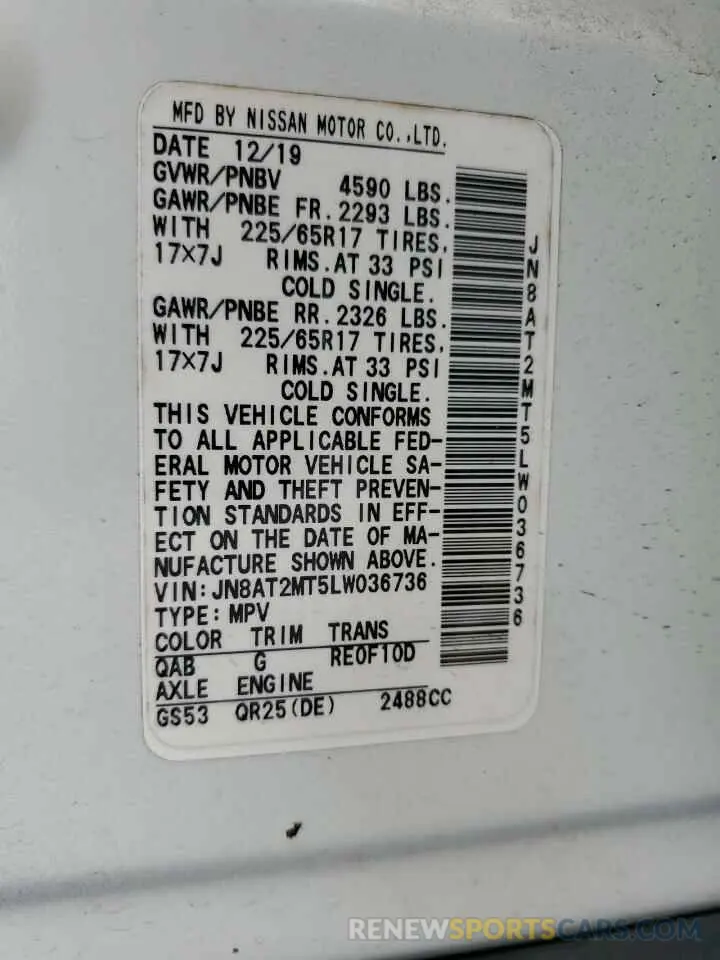 MFD BY NISSAN MOTOR CO.,LTD.
DATE 12/19
GVWR/PNBV 4590 LBS.
GAWR/PNBE FR. 2293 LBS.
WITH 225/65R17 TIRES,
17X7J RIMS.AT 33 PSI
COLD SINGLE.
GAWR/PNBE RR. 2326 LBS.
WITH 225/65R17 TIRES,
17X7J RIMS.AT 33 PSI
COLD SINGLE.
THIS VEHICLE CONFORMS
TO ALL APPLICABLE FED-
ERAL MOTOR VEHICLE SA-
FETY AND THEFT PREVEN-
TION STANDARDS IN EFF-
ECT ON THE DATE OF MA-
NUFACTURE SHOWN ABOVE.
VIN:JN8AT2MT5LW036736
TYPE:MPV
COLOR TRIM TRANS
QAB G RE0F10D
AXLE ENGINE
GS53 QR25(DE) 2488CC
JN8AT2MT5LW036736
RENEWSPORTSCARS.COM